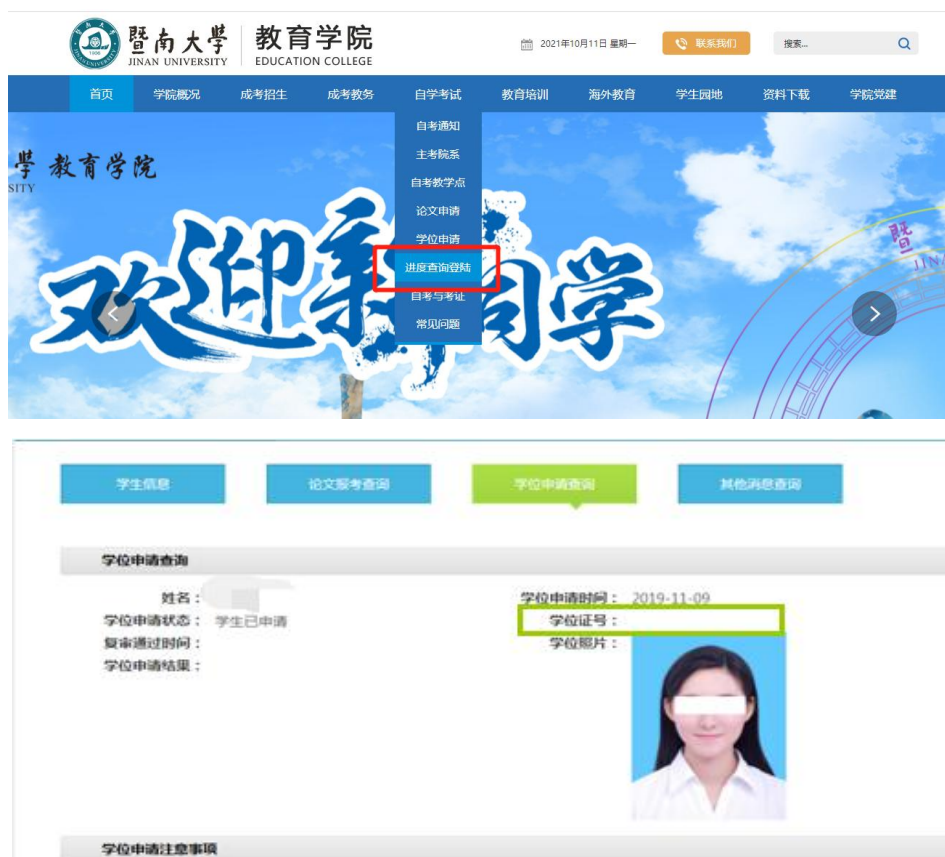 暨南大学
JINAN UNIVERSITY
教育学院
EDUCATION COLLEGE
2021年10月11日 星期一
联系我们
搜索...
首页 学院概况 成考招生 成考教务 自学考试 教育培训 海外教育 学生园地 资料下载 学院党建
自考通知
主考院系
自考教学点
论文申请
学位申请
进度查询登陆
自考与考证
常见问题
學 教育学院
SITY
欢迎新同学
暨
JINA
学生信息 论文报考查询 学位申请查询 其他消息查询
学位申请查询
姓名： 学位申请时间： 2019-11-09
学位申请状态： 学生已申请 学位证号：
复审通过时间： 学位照片：
学位申请结果：
学位申请注意事项